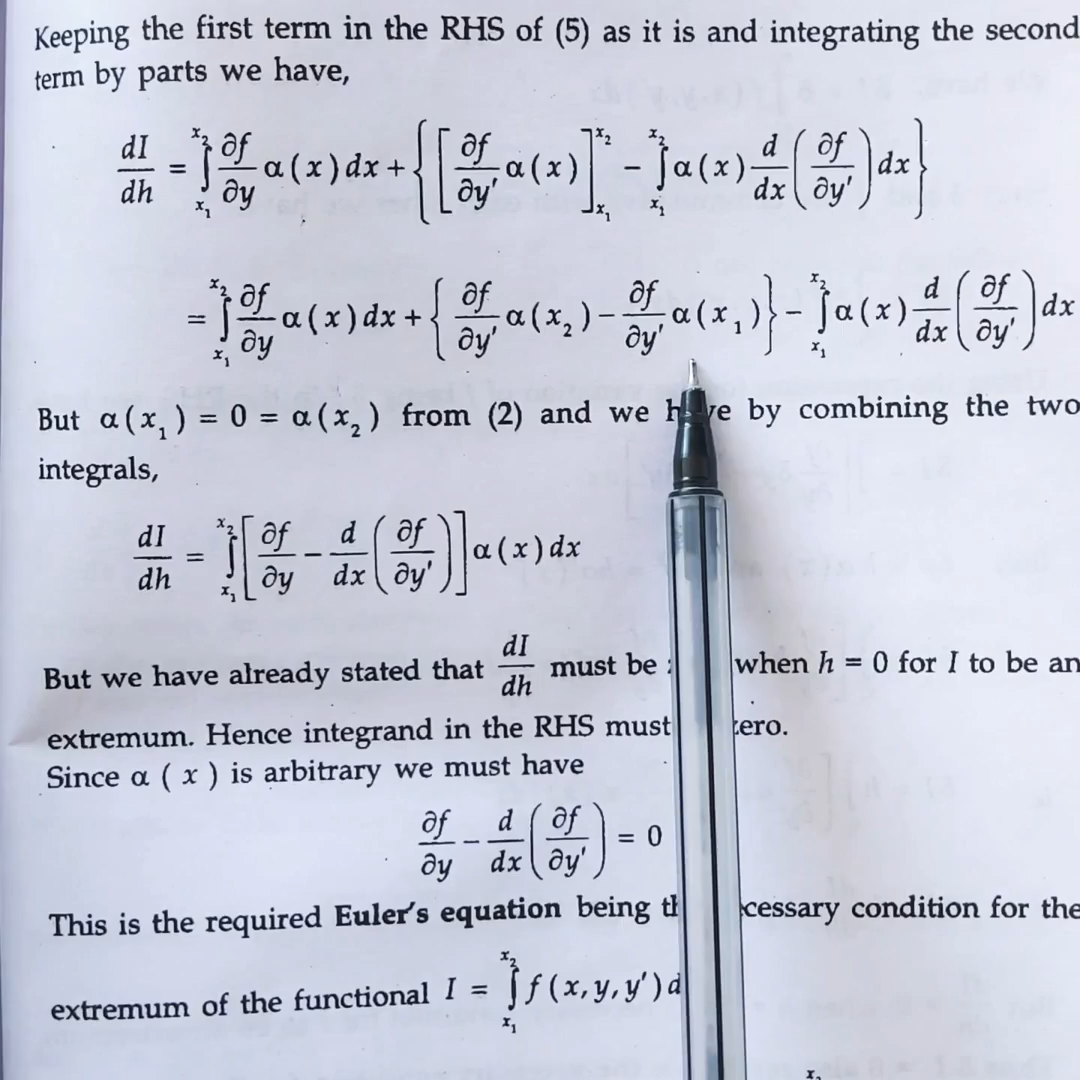 Keeping the first term in the RHS of (5) as it is and integrating the second
term by parts we have,
dI/dh = ∫_{x₁}^{x₂} ∂f/∂y α(x) dx + { [ ∂f/∂y' α(x) ]_{x₁}^{x₂} − ∫_{x₁}^{x₂} α(x) d/dx ( ∂f/∂y' ) dx }
= ∫_{x₁}^{x₂} ∂f/∂y α(x) dx + { ∂f/∂y' α(x₂) − ∂f/∂y' α(x₁) } − ∫_{x₁}^{x₂} α(x) d/dx ( ∂f/∂y' ) dx
But α(x₁) = 0 = α(x₂) from (2) and we have by combining the two
integrals,
dI/dh = ∫_{x₁}^{x₂} [ ∂f/∂y − d/dx ( ∂f/∂y' ) ] α(x) dx
But we have already stated that dI/dh must be when h = 0 for I to be an
extremum. Hence integrand in the RHS must zero.
Since α ( x ) is arbitrary we must have
∂f/∂y − d/dx ( ∂f/∂y' ) = 0
This is the required Euler's equation being the necessary condition for the
extremum of the functional I = ∫_{x₁}^{x₂} f (x, y, y') d
x₂